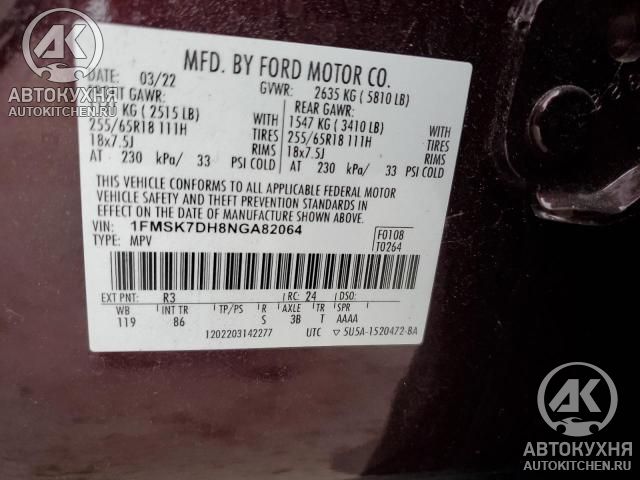 MFD. BY FORD MOTOR CO.
DATE: 03/22 GVWR: 2635 KG ( 5810 LB)
GAWR: REAR GAWR:
KG ( 2515 LB) WITH 1547 KG ( 3410 LB) WITH
255/65R18 111H TIRES 255/65R18 111H TIRES
18x7.5J RIMS 18x7.5J RIMS
AT 230 kPa/ 33 PSI COLD AT 230 kPa/ 33 PSI COLD
THIS VEHICLE CONFORMS TO ALL APPLICABLE FEDERAL MOTOR
VEHICLE SAFETY AND THEFT PREVENTION STANDARDS IN
EFFECT ON THE DATE OF MANUFACTURE SHOWN ABOVE.
VIN: 1FMSK7DH8NGA82064 F0108
TYPE: MPV T0264
EXT PNT: R3 RC: 24 DSO:
WB INT TR TP/PS R AXLE TR SPR
119 86 S 3B T AAAA
1202203142277 UTC ▽ 5U5A-1520472-BA
АК
АВТОКУХНЯ
AUTOKITCHEN.RU
АК
АВТОКУХНЯ
AUTOKITCHEN.RU